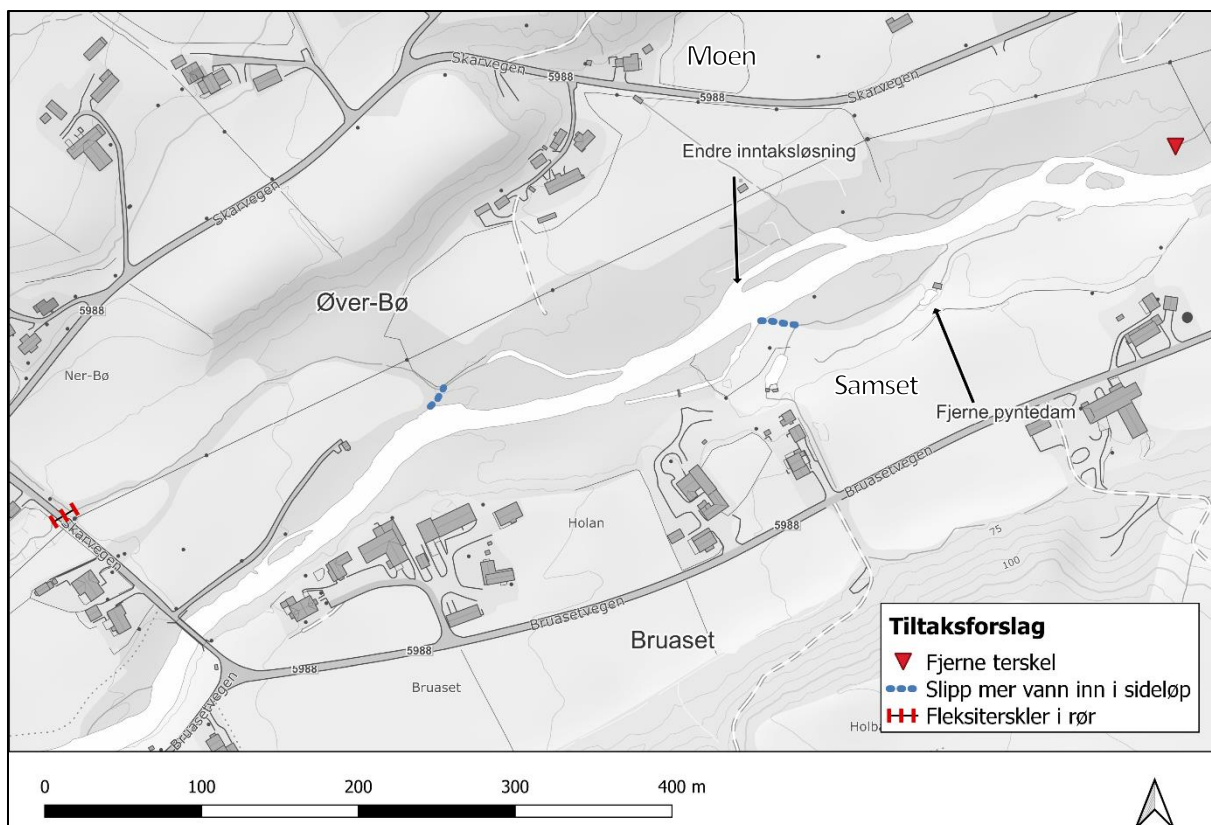 Moen
Skarvegen
5988
5988
Skarvegen
Endre inntaksløsning
Skarvegen
Øver-Bø
5988
Ner-Bø
Samset
Fjerne pyntedam
Bruasetvegen
Skarvegen
Holan
5988
75
100
Bruasetvegen
Bruaset
5988
5988
Bruaset
Bruasetvegen
Holba
Tiltaksforslag
Fjerne terskel
Slipp mer vann inn i sideløp
Fleksiterskler i rør
0 100 200 300 400 m